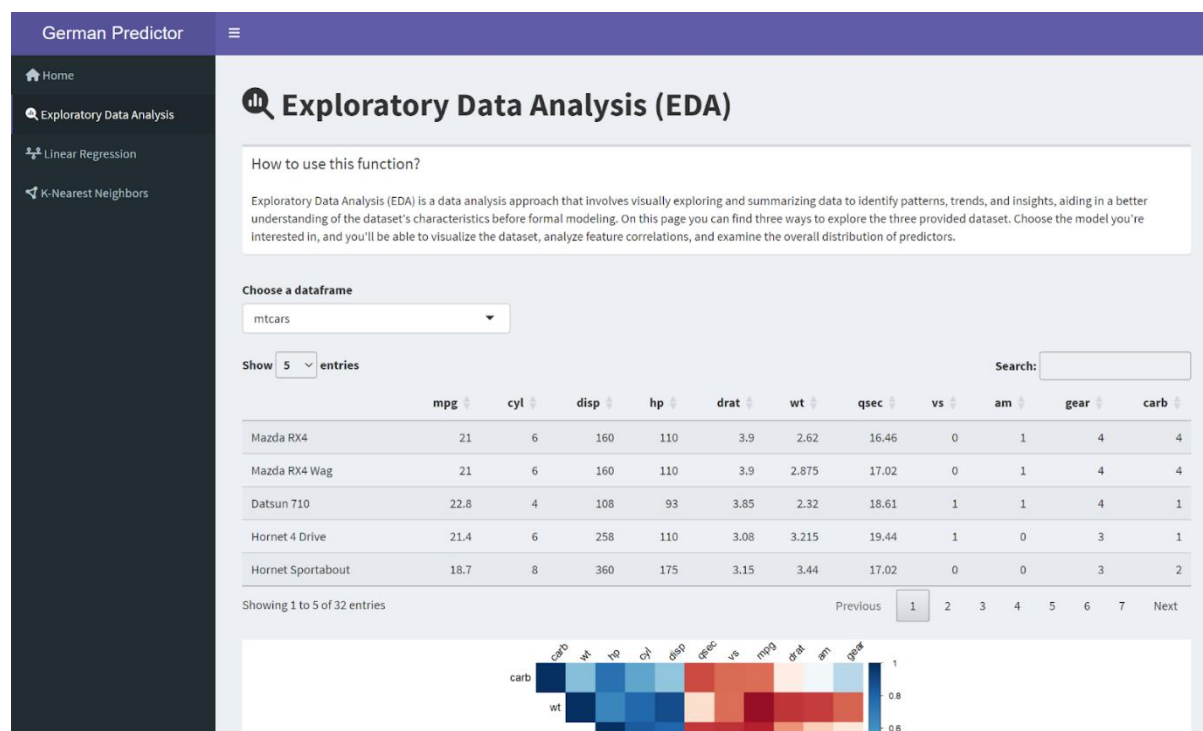 German Predictor
Home
Exploratory Data Analysis
Linear Regression
K-Nearest Neighbors
Exploratory Data Analysis (EDA)
How to use this function?
Exploratory Data Analysis (EDA) is a data analysis approach that involves visually exploring and summarizing data to identify patterns, trends, and insights, aiding in a better
understanding of the dataset's characteristics before formal modeling. On this page you can find three ways to explore the three provided dataset. Choose the model you're
interested in, and you'll be able to visualize the dataset, analyze feature correlations, and examine the overall distribution of predictors.
Choose a dataframe
mtcars
Show 5 entries Search:
mpg cyl disp hp drat wt qsec vs am gear carb
Mazda RX4 21 6 160 110 3.9 2.62 16.46 0 1 4 4
Mazda RX4 Wag 21 6 160 110 3.9 2.875 17.02 0 1 4 4
Datsun 710 22.8 4 108 93 3.85 2.32 18.61 1 1 4 1
Hornet 4 Drive 21.4 6 258 110 3.08 3.215 19.44 1 0 3 1
Hornet Sportabout 18.7 8 360 175 3.15 3.44 17.02 0 0 3 2
Showing 1 to 5 of 32 entries Previous 1 2 3 4 5 6 7 Next
carb wt hp cyl disp qsec vs mpg drat am gear
1
carb
0.8
wt
0.6